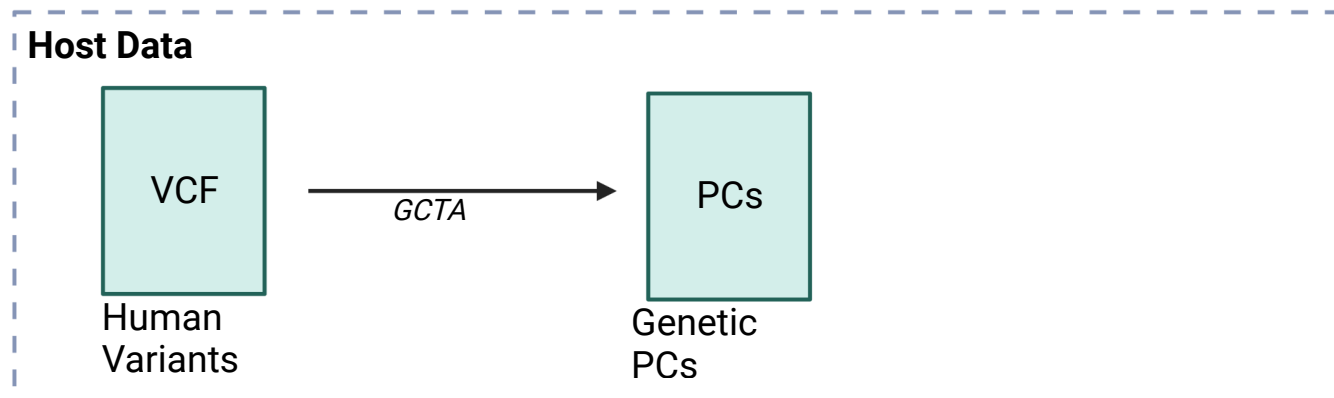 Host Data
VCF
GCTA
PCs
Human
Variants
Genetic
PCs